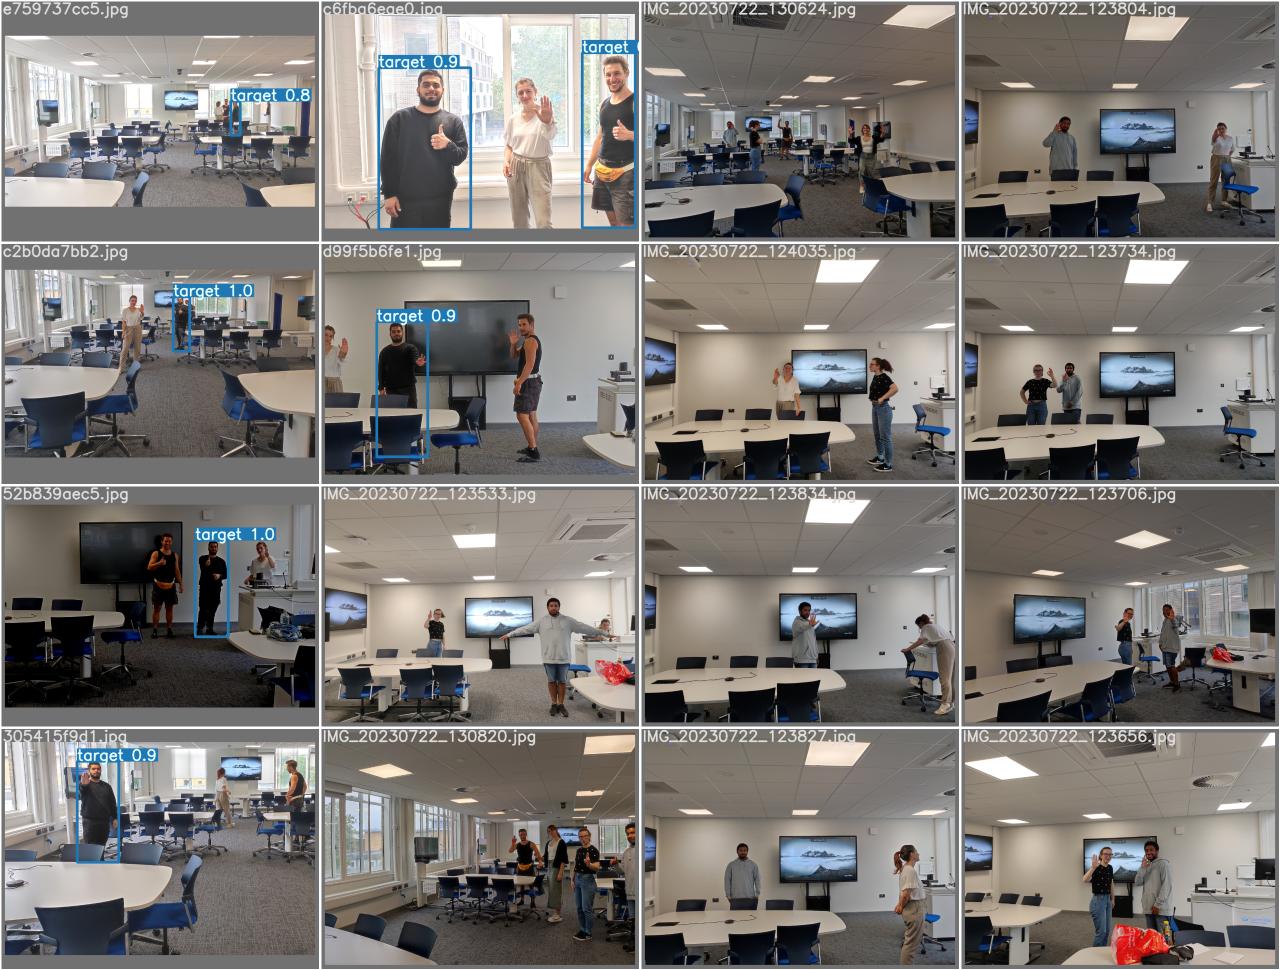 e759737cc5.jpg
target 0.8
c6fba6eae0.jpg
target 0.9
target
IMG_20230722_130624.jpg
IMG_20230722_123804.jpg
c2b0da7bb2.jpg
target 1.0
d99f5b6fe1.jpg
target 0.9
IMG_20230722_124035.jpg
IMG_20230722_123734.jpg
52b839aec5.jpg
target 1.0
IMG_20230722_123533.jpg
IMG_20230722_123834.jpg
IMG_20230722_123706.jpg
305415f9d1.jpg
target 0.9
IMG_20230722_130820.jpg
IMG_20230722_123827.jpg
IMG_20230722_123656.jpg